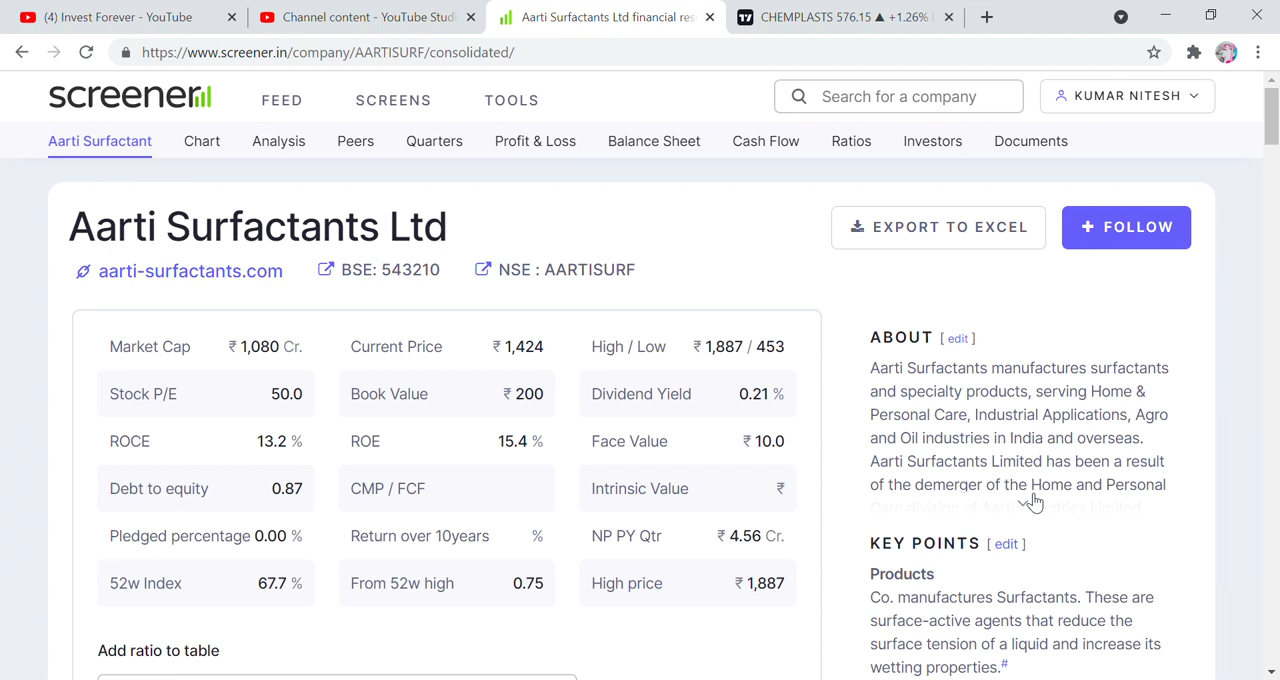 (4) Invest Forever - YouTube
Channel content - YouTube Studi
Aarti Surfactants Ltd financial res
CHEMPLASTS 576.15 ▲ +1.26%
https://www.screener.in/company/AARTISURF/consolidated/
screener
FEED
SCREENS
TOOLS
Search for a company
KUMAR NITESH
Aarti Surfactant
Chart
Analysis
Peers
Quarters
Profit & Loss
Balance Sheet
Cash Flow
Ratios
Investors
Documents
Aarti Surfactants Ltd
EXPORT TO EXCEL
+ FOLLOW
aarti-surfactants.com
BSE: 543210
NSE : AARTISURF
Market Cap ₹ 1,080 Cr.
Current Price ₹ 1,424
High / Low ₹ 1,887 / 453
Stock P/E 50.0
Book Value ₹ 200
Dividend Yield 0.21 %
ROCE 13.2 %
ROE 15.4 %
Face Value ₹ 10.0
Debt to equity 0.87
CMP / FCF
Intrinsic Value ₹
Pledged percentage 0.00 %
Return over 10years %
NP PY Qtr ₹ 4.56 Cr.
52w Index 67.7 %
From 52w high 0.75
High price ₹ 1,887
Add ratio to table
ABOUT [ edit ]
Aarti Surfactants manufactures surfactants
and specialty products, serving Home &
Personal Care, Industrial Applications, Agro
and Oil industries in India and overseas.
Aarti Surfactants Limited has been a result
of the demerger of the Home and Personal
Care division of Aarti Industries Limited
KEY POINTS [ edit ]
Products
Co. manufactures Surfactants. These are
surface-active agents that reduce the
surface tension of a liquid and increase its
wetting properties.#